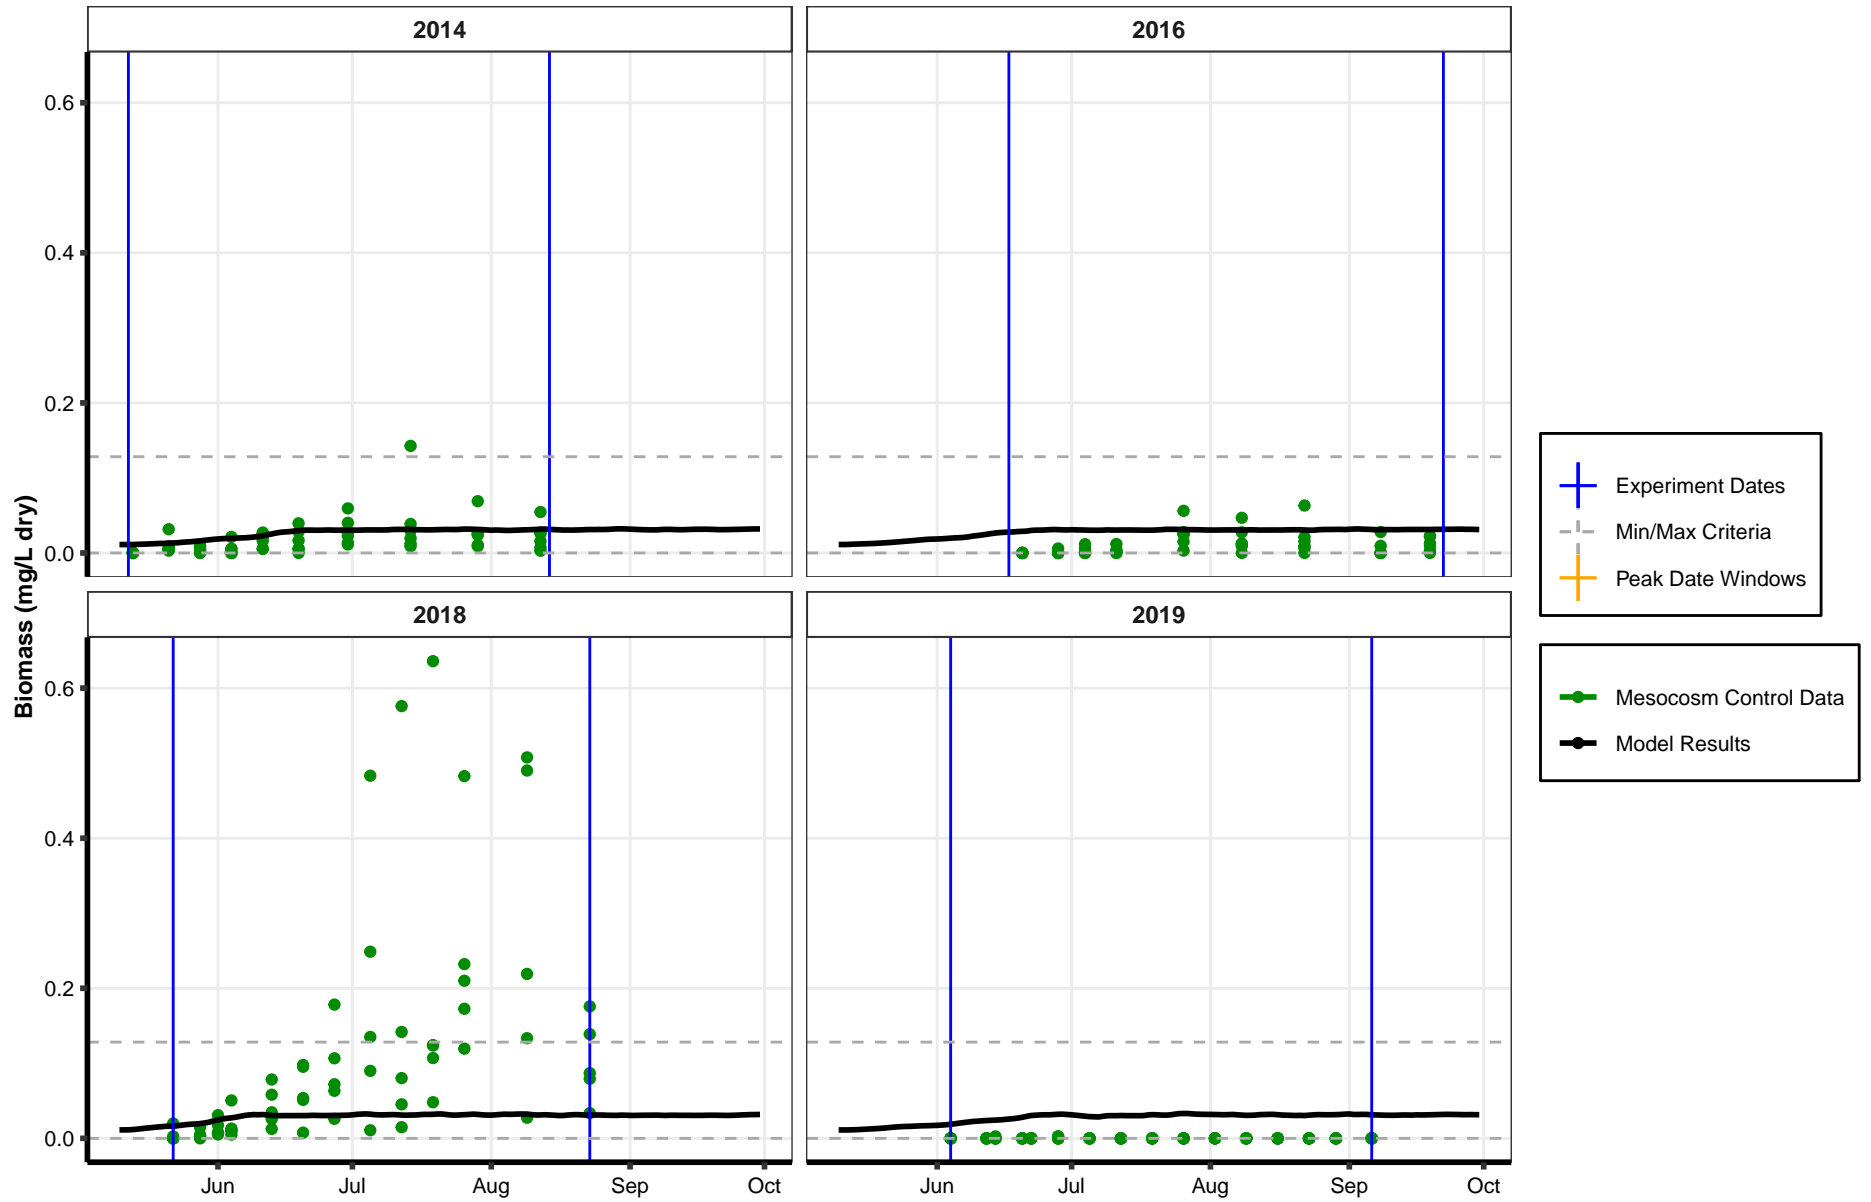 2014
2016
0.6
0.4
0.2
0.0
Biomass (mg/L dry)
2018
2019
0.6
0.4
0.2
0.0
Jun
Jul
Aug
Sep
Oct
Jun
Jul
Aug
Sep
Oct
Experiment Dates
Min/Max Criteria
Peak Date Windows
Mesocosm Control Data
Model Results